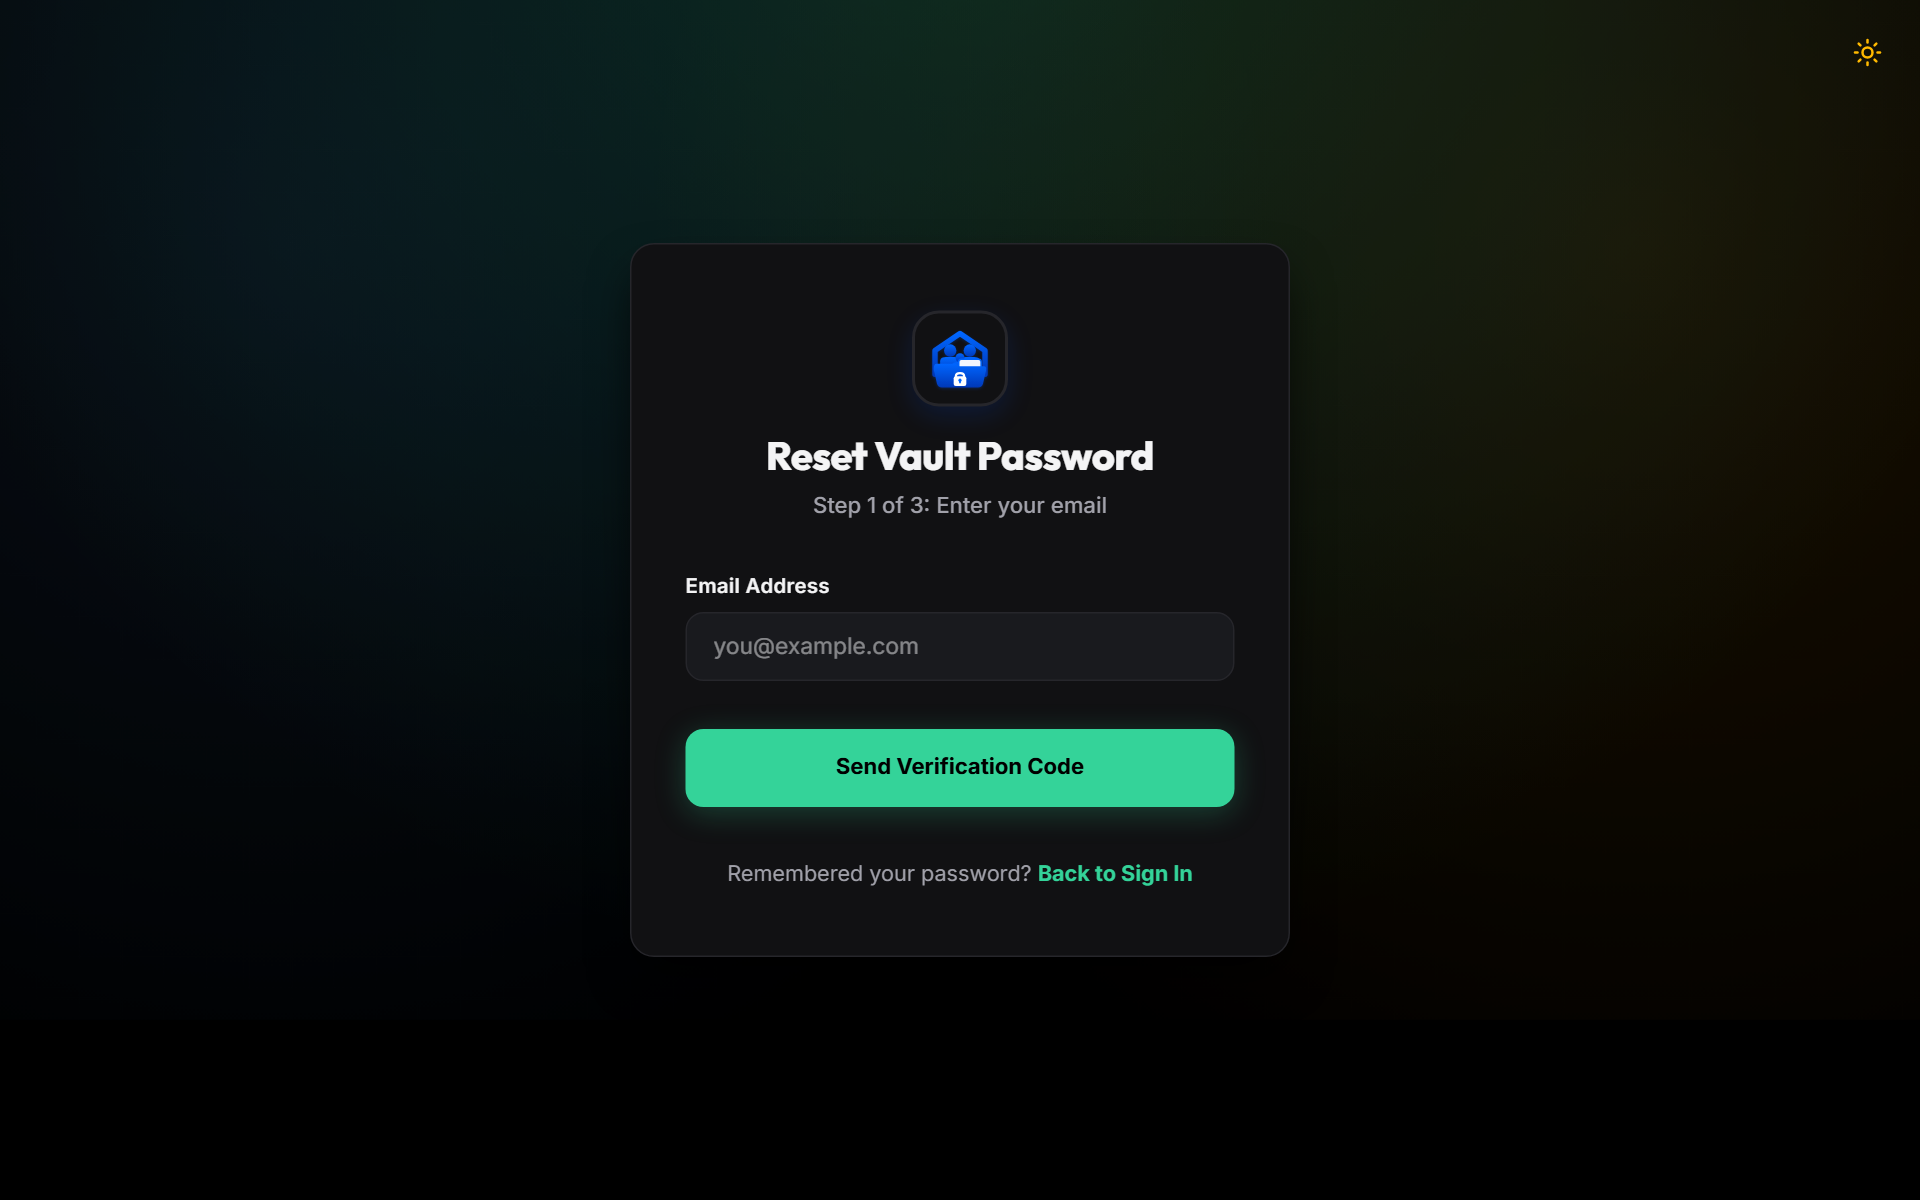 Reset Vault Password
Step 1 of 3: Enter your email
Email Address
you@example.com
Send Verification Code
Remembered your password? Back to Sign In